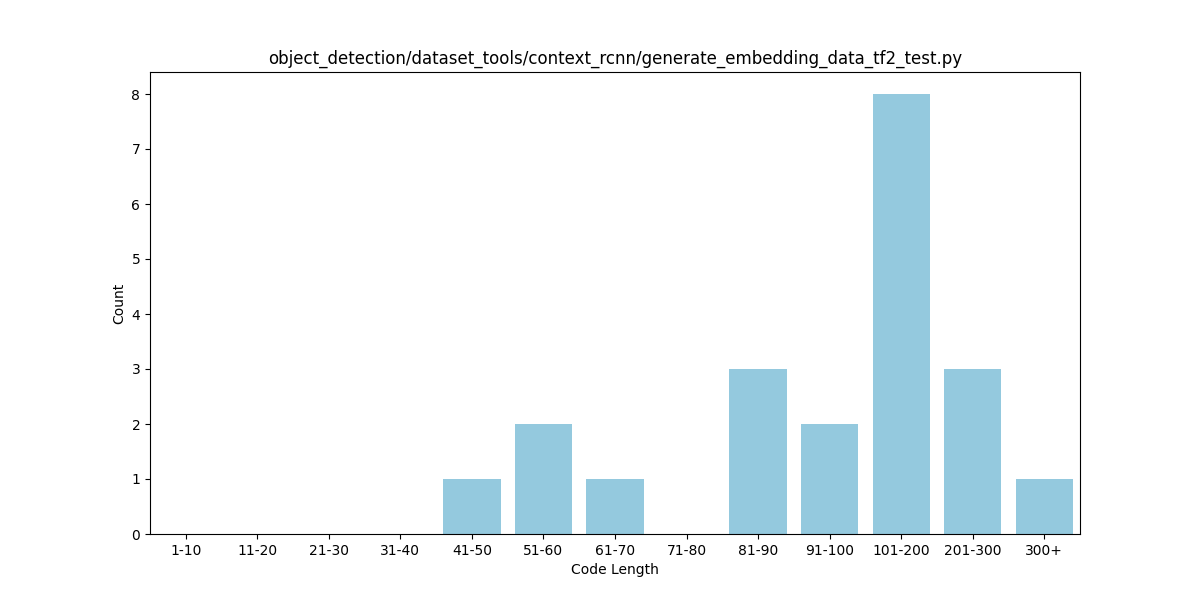 object_detection/dataset_tools/context_rcnn/generate_embedding_data_tf2_test.py
8
7
6
5
4
3
2
1
0
Count
1-10 11-20 21-30 31-40 41-50 51-60 61-70 71-80 81-90 91-100 101-200 201-300 300+
Code Length